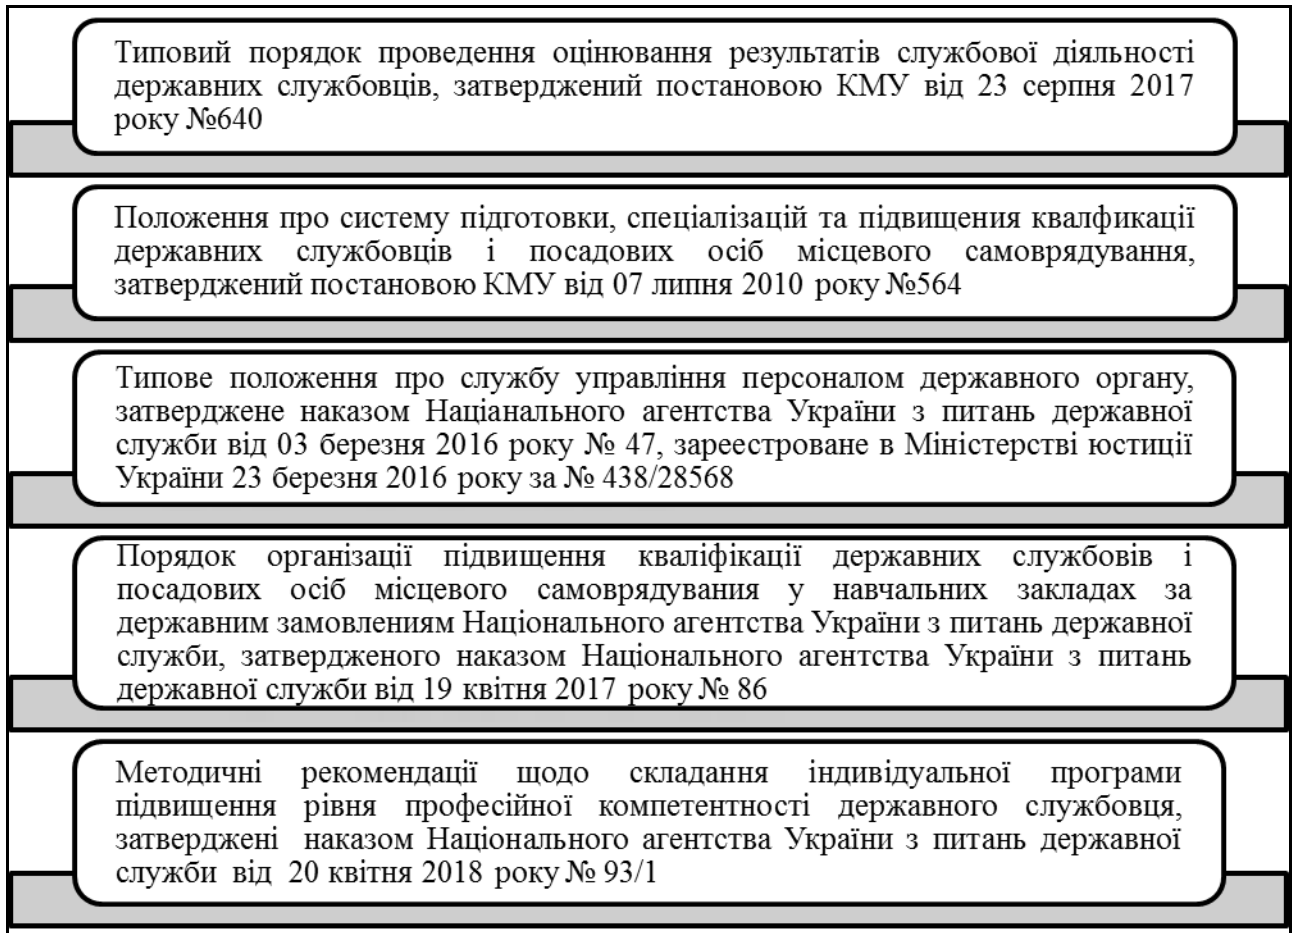 Типовий порядок проведення оцінювання результатів службової діяльності
державних службовців, затверджений постановою КМУ від 23 серпня 2017
року №640
Положення про систему підготовки, спеціалізацій та підвищения квалфикації
державних службовців і посадових осіб місцевого самоврядування,
затверджений постановою КМУ від 07 липня 2010 року №564
Типове положення про службу управління персоналом державного органу,
затверджене наказом Націанального агентства України з питань державної
служби від 03 березня 2016 року № 47, зареестроване в Міністерстві юстиції
України 23 березня 2016 року за № 438/28568
Порядок організації підвищення кваліфікації державних службовів і
посадових осіб місцевого самоврядувания у навчальних закладах за
державним замовлениям Національного агентства України з питань державної
служби, затвердженого наказом Національного агентства України з питань
державної служби від 19 квітня 2017 року № 86
Методичні рекомендації щодо складання індивідуальної програми
підвищення рівня професійної компетентності державного службовця,
затверджені наказом Національного агентства України з питань державної
служби від 20 квітня 2018 року № 93/1